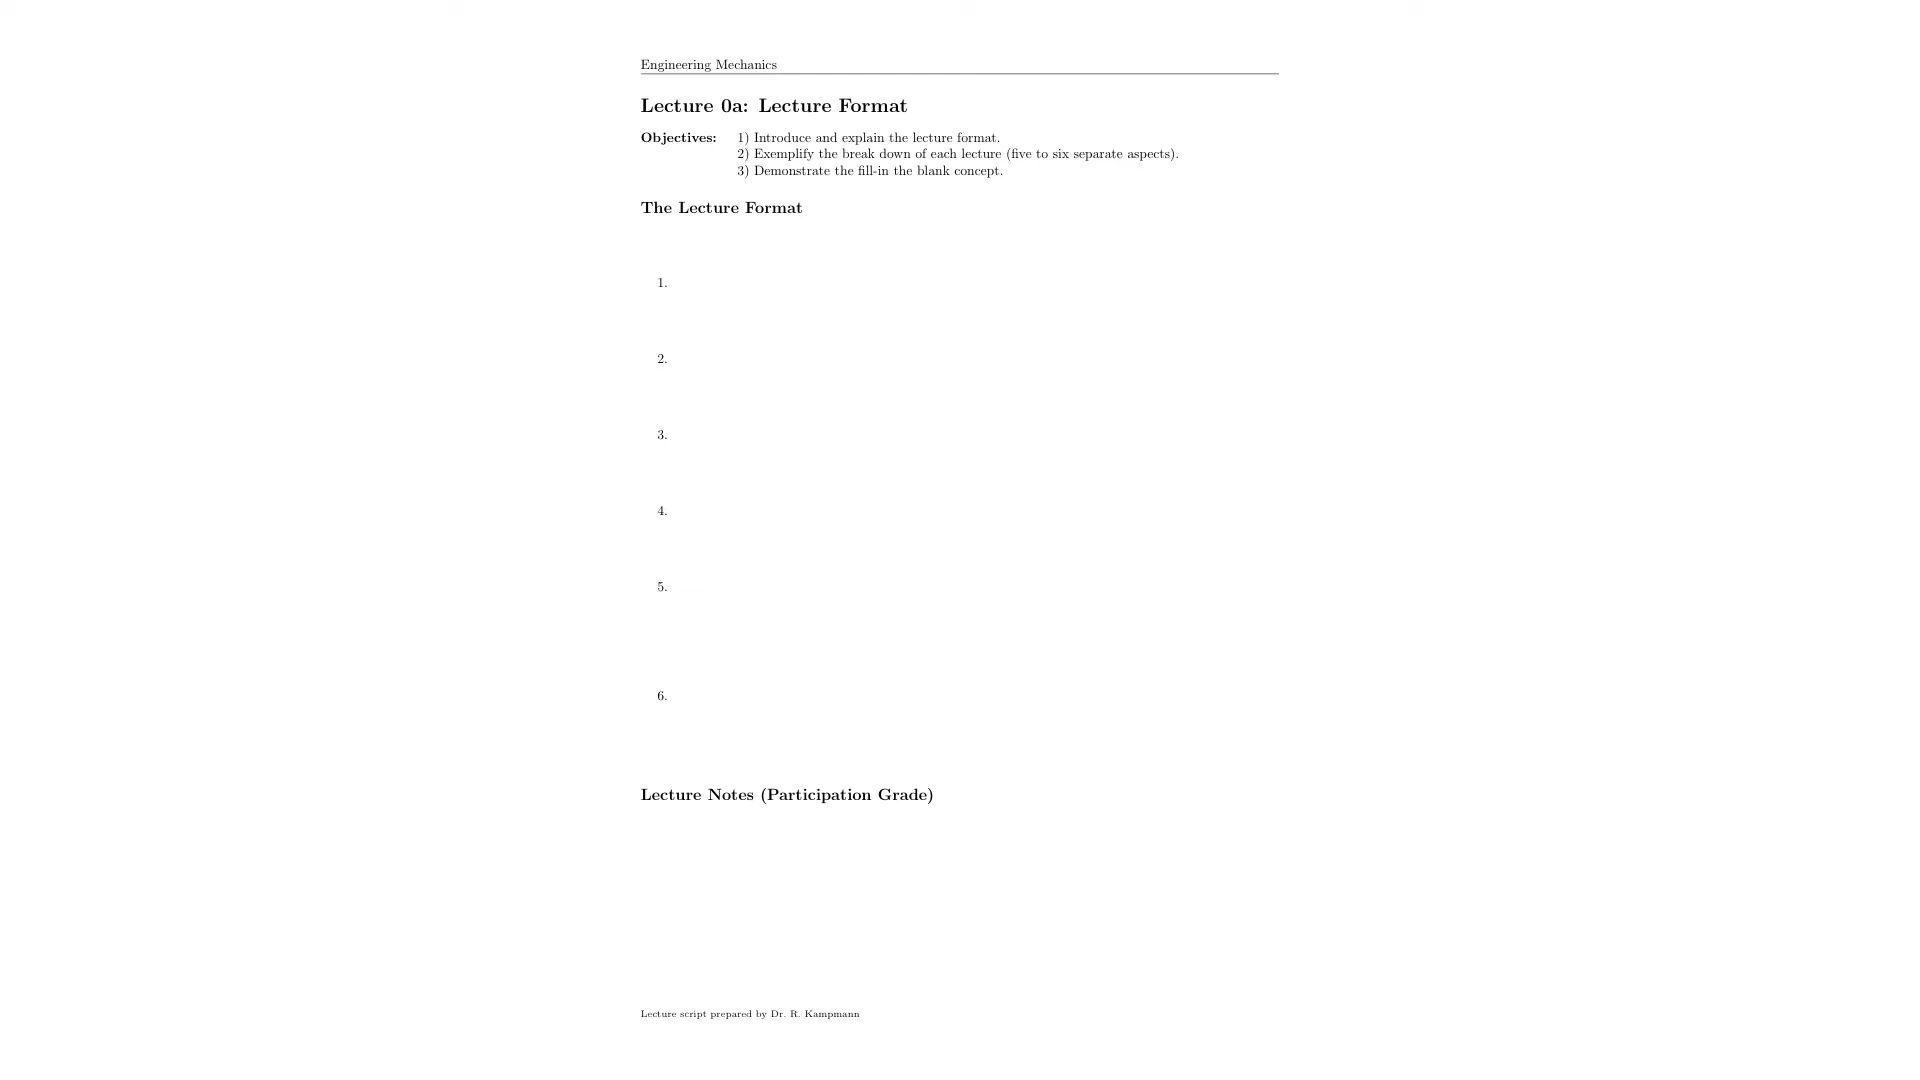 Engineering Mechanics
Lecture 0a: Lecture Format
Objectives: 1) Introduce and explain the lecture format.
2) Exemplify the break down of each lecture (five to six separate aspects).
3) Demonstrate the fill-in the blank concept.
The Lecture Format
1.
2.
3.
4.
5.
6.
Lecture Notes (Participation Grade)
Lecture script prepared by Dr. R. Kampmann